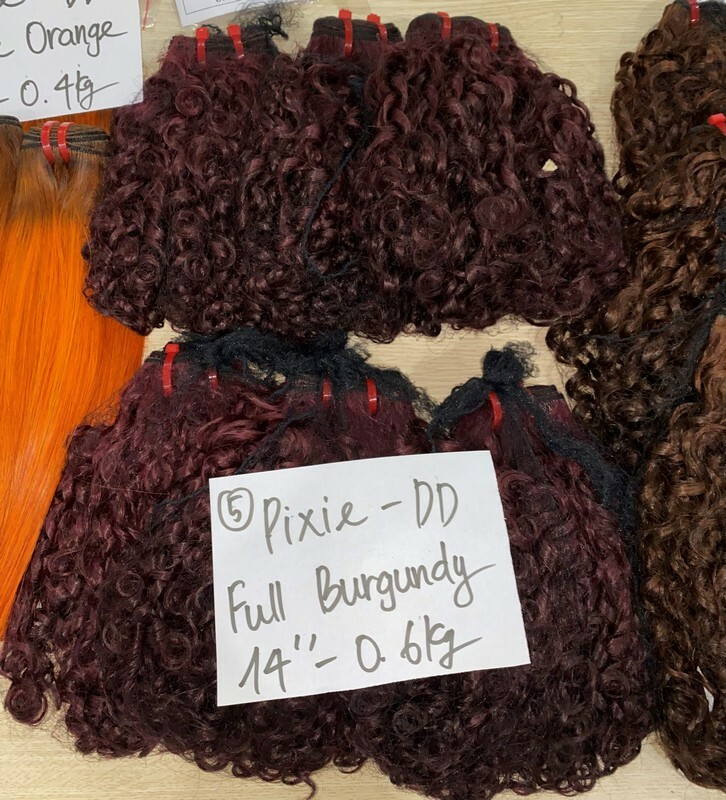 Orange
- 0.4kg
⑤ Pixie - DD
Full Burgundy
14" - 0.6kg